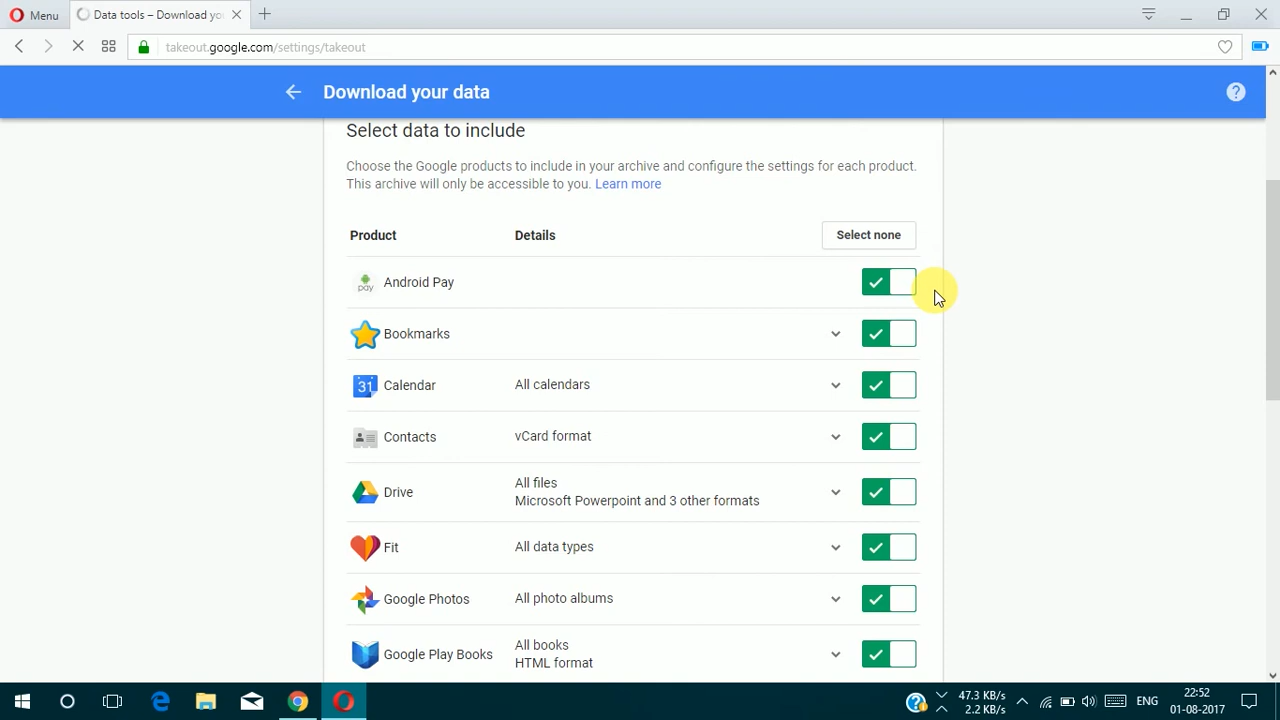 Menu
Data tools – Download yo
takeout.google.com/settings/takeout
Download your data
?
Select data to include
Choose the Google products to include in your archive and configure the settings for each product.
This archive will only be accessible to you. Learn more
Product Details Select none
pay Android Pay
Bookmarks
31 Calendar All calendars
Contacts vCard format
Drive All files
Microsoft Powerpoint and 3 other formats
Fit All data types
Google Photos All photo albums
Google Play Books All books
HTML format
? 47.3 KB/s
2.2 KB/s
ENG
22:52
01-08-2017